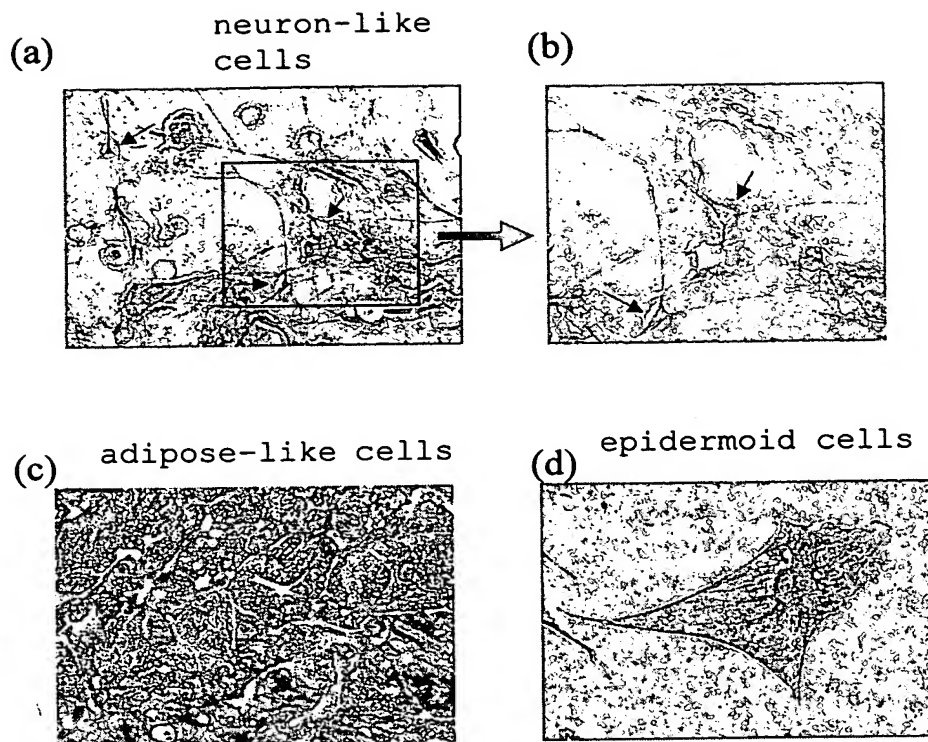 (a) neuron-like
cells
(b)
(c) adipose-like cells
(d) epidermoid cells